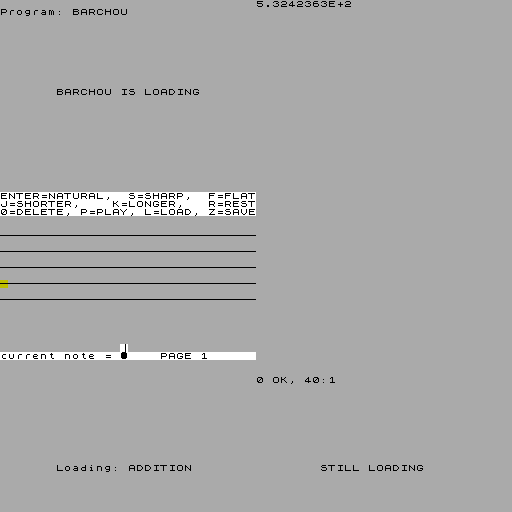 Program: BARCHOU
5.3242363E+2
BARCHOU IS LOADING
ENTER=NATURAL, S=SHARP, F=FLAT
J=SHORTER, K=LONGER, R=REST
0=DELETE, P=PLAY, L=LOAD, Z=SAVE
current note = PAGE 1
0 OK, 40:1
Loading: ADDITION
STILL LOADING